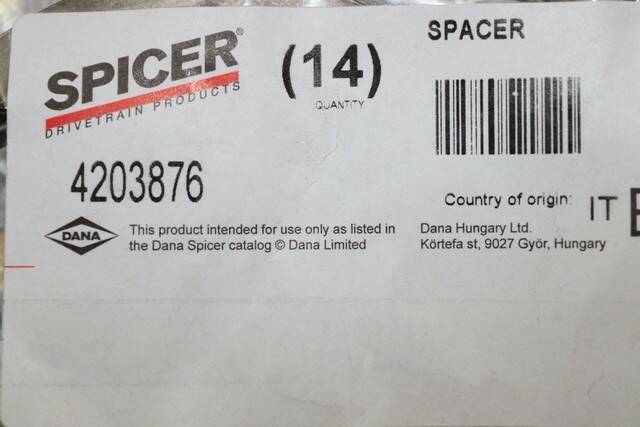 SPICER®
DRIVETRAIN PRODUCTS
(14)
QUANTITY
SPACER
4203876
Country of origin: IT
DANA
This product intended for use only as listed in
the Dana Spicer catalog © Dana Limited
Dana Hungary Ltd.
Körtefa st, 9027 Györ, Hungary